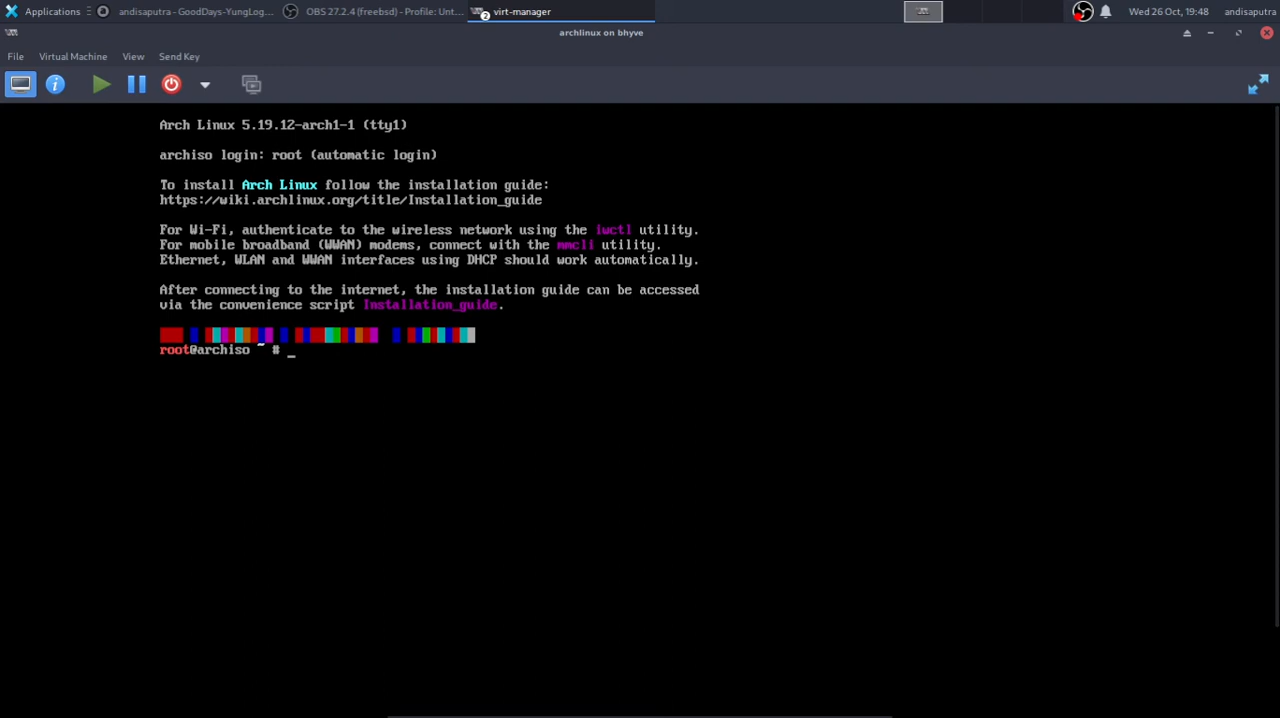 Applications
andisaputra - GoodDays-YungLog...
OBS 27.2.4 (freebsd) - Profile: Unt...
2
virt-manager
Wed 26 Oct, 19:48
andisaputra
archlinux on bhyve
File
Virtual Machine
View
Send Key
Arch Linux 5.19.12-arch1-1 (tty1)
archiso login: root (automatic login)
To install Arch Linux follow the installation guide:
https://wiki.archlinux.org/title/Installation_guide
For Wi-Fi, authenticate to the wireless network using the iwctl utility.
For mobile broadband (WWAN) modems, connect with the mmcli utility.
Ethernet, WLAN and WWAN interfaces using DHCP should work automatically.
After connecting to the internet, the installation guide can be accessed
via the convenience script Installation_guide.
root@archiso ~ # _